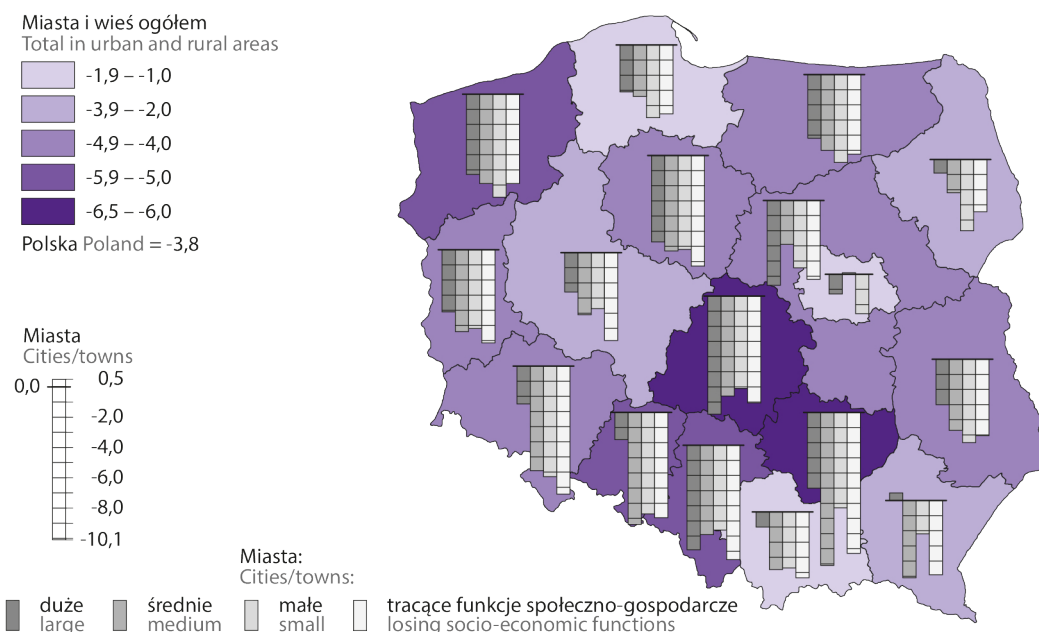 Miasta i wieś ogółem
Total in urban and rural areas
-1,9 – -1,0
-3,9 – -2,0
-4,9 – -4,0
-5,9 – -5,0
-6,5 – -6,0
Polska Poland = -3,8
Miasta
Cities/towns
0,0
0,5
-2,0
-4,0
-6,0
-8,0
-10,1
Miasta:
Cities/towns:
duże
large
średnie
medium
małe
small
tracące funkcje społeczno-gospodarcze
losing socio-economic functions